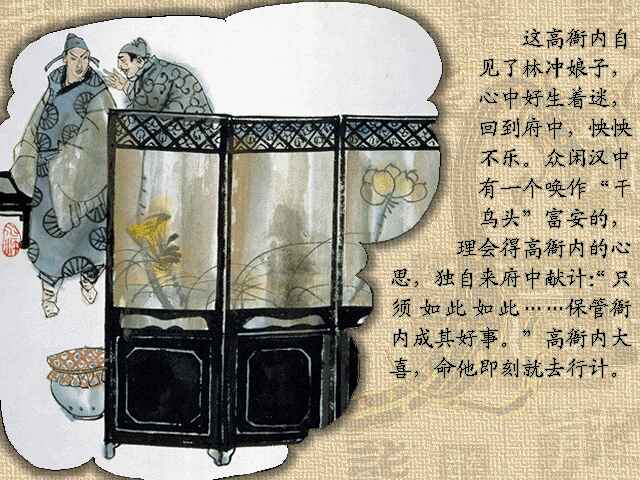 这高衙内自
见了林冲娘子，
心中好生着迷，
回到府中，怏怏
不乐。众闲汉中
有一个唤作“干
鸟头”富安的，
理会得高衙内的心
思，独自来府中献计：“只
须如此如此……保管衙
内成其好事。”高衙内大
喜，命他即刻就去行计。